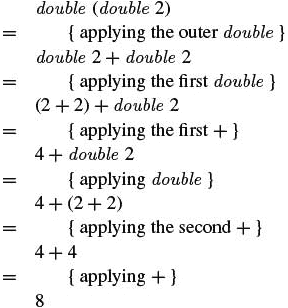 double (double 2)
= { applying the outer double }
double 2 + double 2
= { applying the first double }
(2 + 2) + double 2
= { applying the first + }
4 + double 2
= { applying double }
4 + (2 + 2)
= { applying the second + }
4 + 4
= { applying + }
8